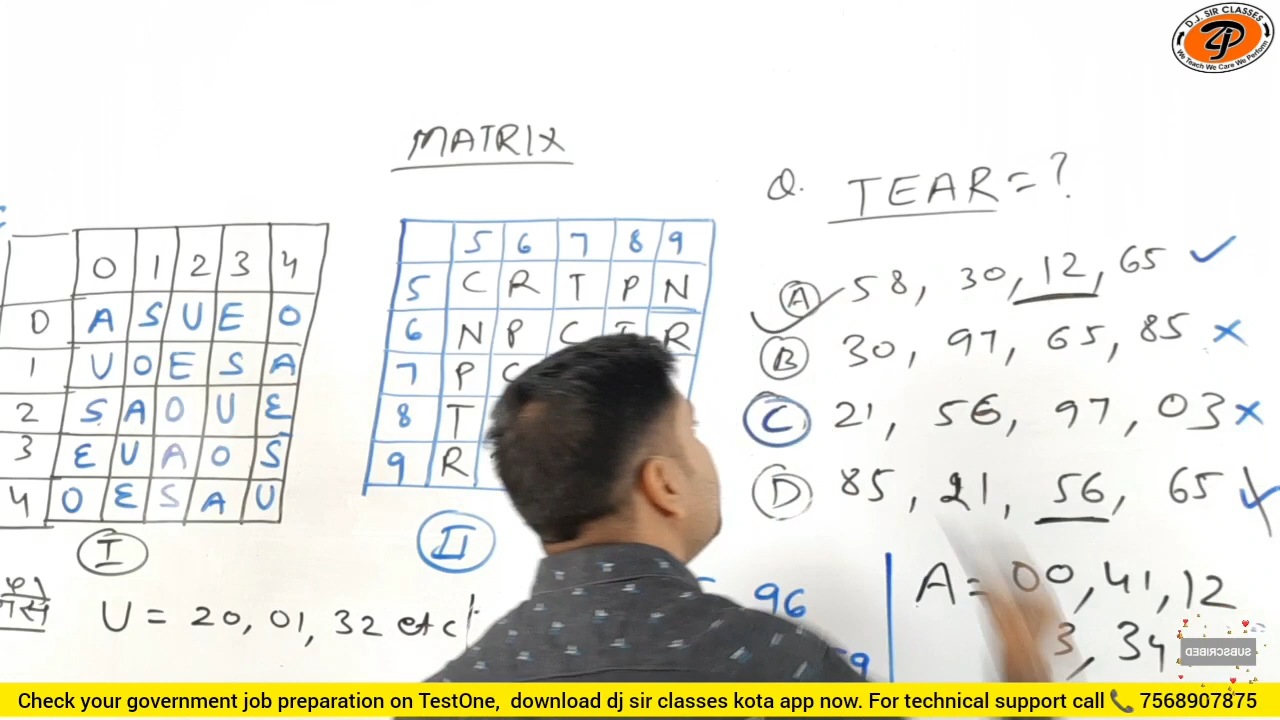 D.J. SIR CLASSES
We Teach We Care We Perform
MATRIX
Q. TEAR = ?
0 1 2 3 4
0 A S U E O
1 U O E S A
2 S A O U E
3 E U A O S
4 O E S A U
I
5 6 7 8 9
5 C R T P N
6 N P C I R
7 P C
8 T
9 R
II
A 58, 30, 12, 65 ✓
B 30, 97, 65, 85 ×
C 21, 56, 97, 03 ×
D 85, 21, 56, 65
U = 20, 01, 32 etc
96
59
A = 00, 41, 12
3, 34
SUBSCRIBED
Check your government job preparation on TestOne, download dj sir classes kota app now. For technical support call 📞 7568907875